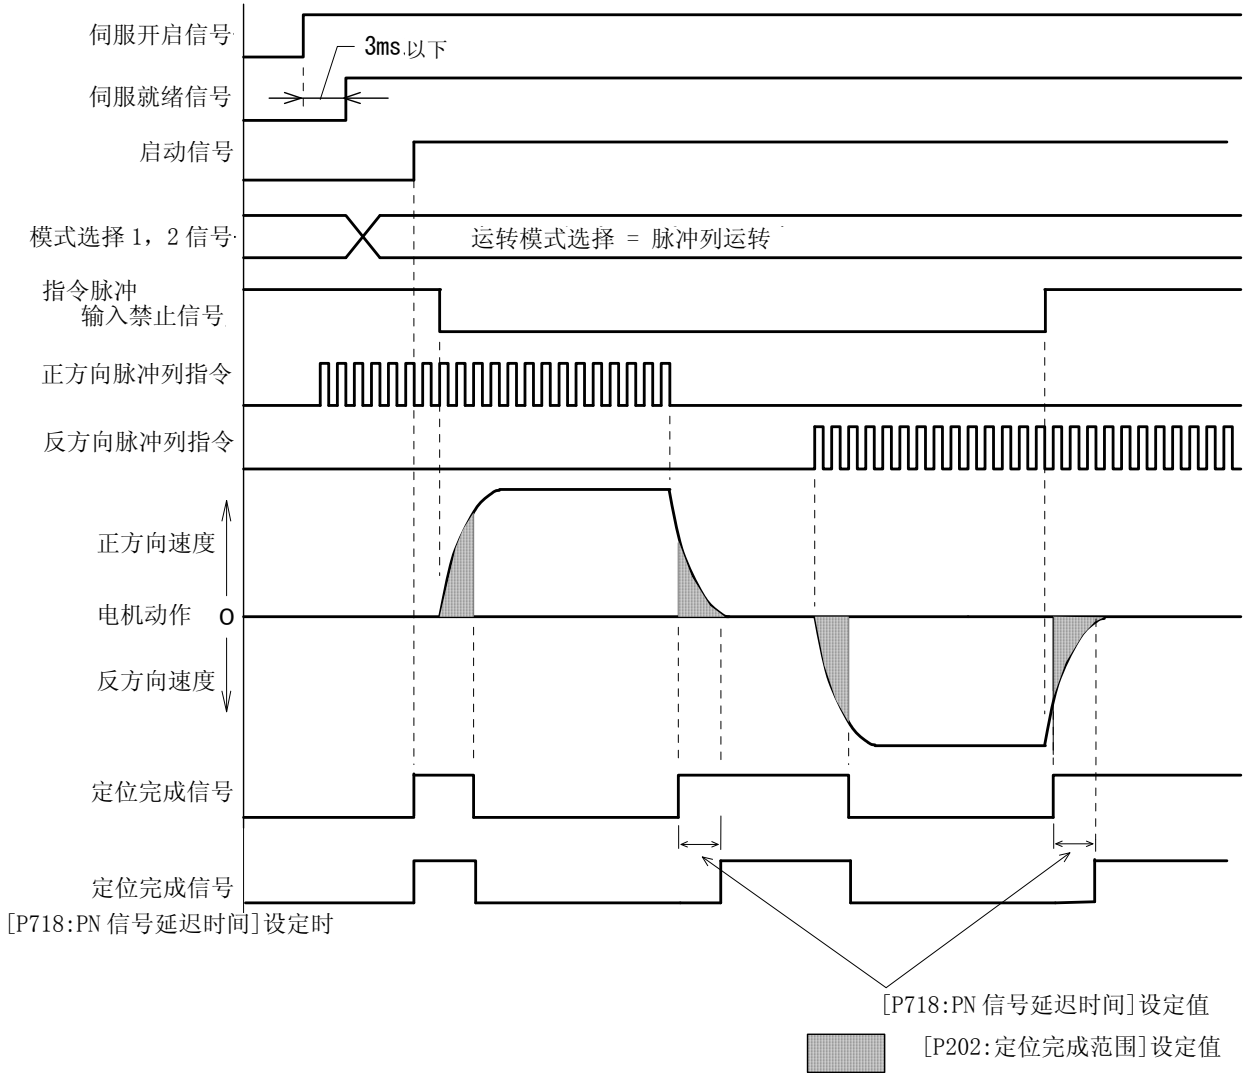 伺服开启信号
3ms 以下
伺服就绪信号
启动信号
模式选择 1，2 信号
运转模式选择 = 脉冲列运转
指令脉冲
输入禁止信号
正方向脉冲列指令
反方向脉冲列指令
正方向速度
电机动作 0
反方向速度
定位完成信号
定位完成信号
[P718:PN 信号延迟时间]设定时
[P718:PN 信号延迟时间]设定值
[P202:定位完成范围]设定值